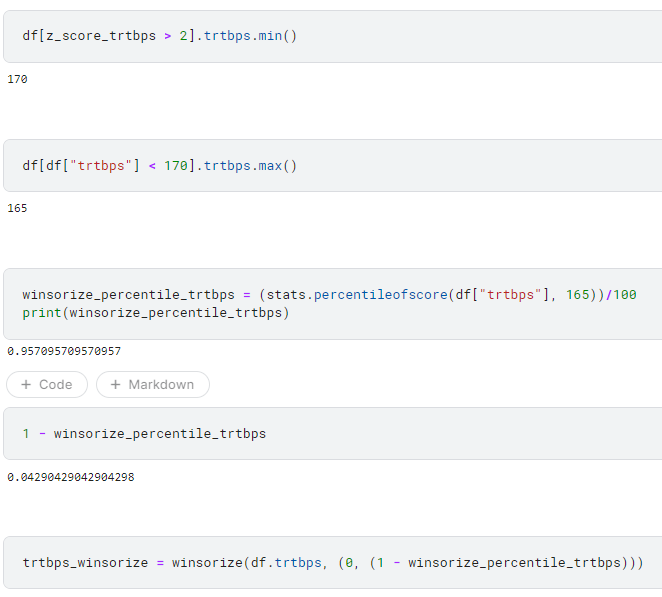 df[z_score_trtbps > 2].trtbps.min()
170
df[df["trtbps"] < 170].trtbps.max()
165
winsorize_percentile_trtbps = (stats.percentileofscore(df["trtbps"], 165))/100
print(winsorize_percentile_trtbps)
0.957095709570957
+ Code + Markdown
1 - winsorize_percentile_trtbps
0.04290429042904298
trtbps_winsorize = winsorize(df.trtbps, (0, (1 - winsorize_percentile_trtbps)))